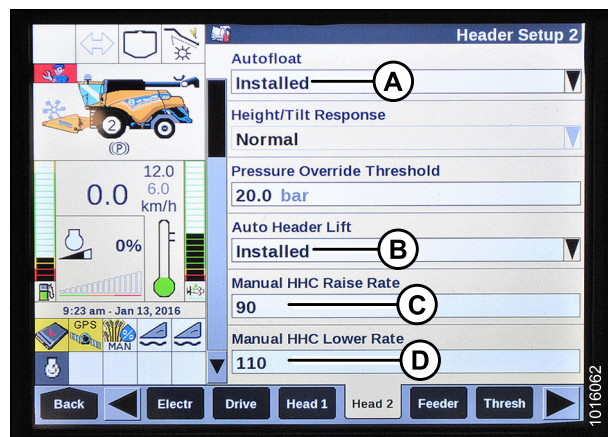 Header Setup 2
Autofloat
Installed
A
Height/Tilt Response
Normal
Pressure Override Threshold
20.0 bar
Auto Header Lift
Installed
B
Manual HHC Raise Rate
90
C
Manual HHC Lower Rate
110
D
2
(P)
12.0
0.0
6.0
km/h
0%
9:23 am - Jan 13, 2016
GPS
MAN
%
Back
Electr
Drive
Head 1
Head 2
Feeder
Thresh
1016062